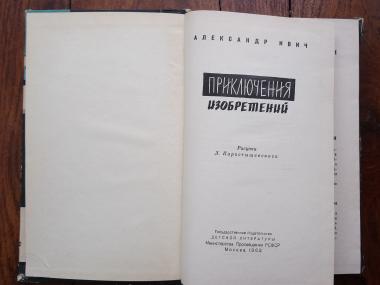 АЛЕКСАНДР ИВИЧ
ПРИКЛЮЧЕНИЯ
ИЗОБРЕТЕНИЙ
Рисунки
Государственное издательство
ДЕТСКОЙ ЛИТЕРАТУРЫ
Министерства Просвещения РСФСР
Москва 1962